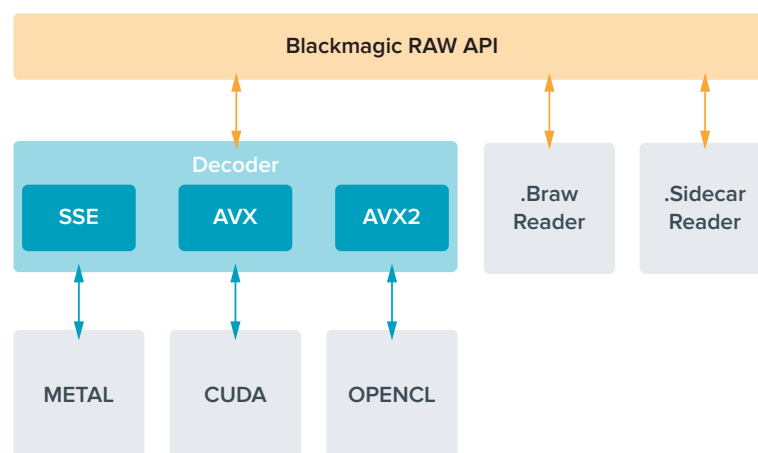 Blackmagic RAW API
Decoder
SSE
AVX
AVX2
.Braw
Reader
.Sidecar
Reader
METAL
CUDA
OPENCL